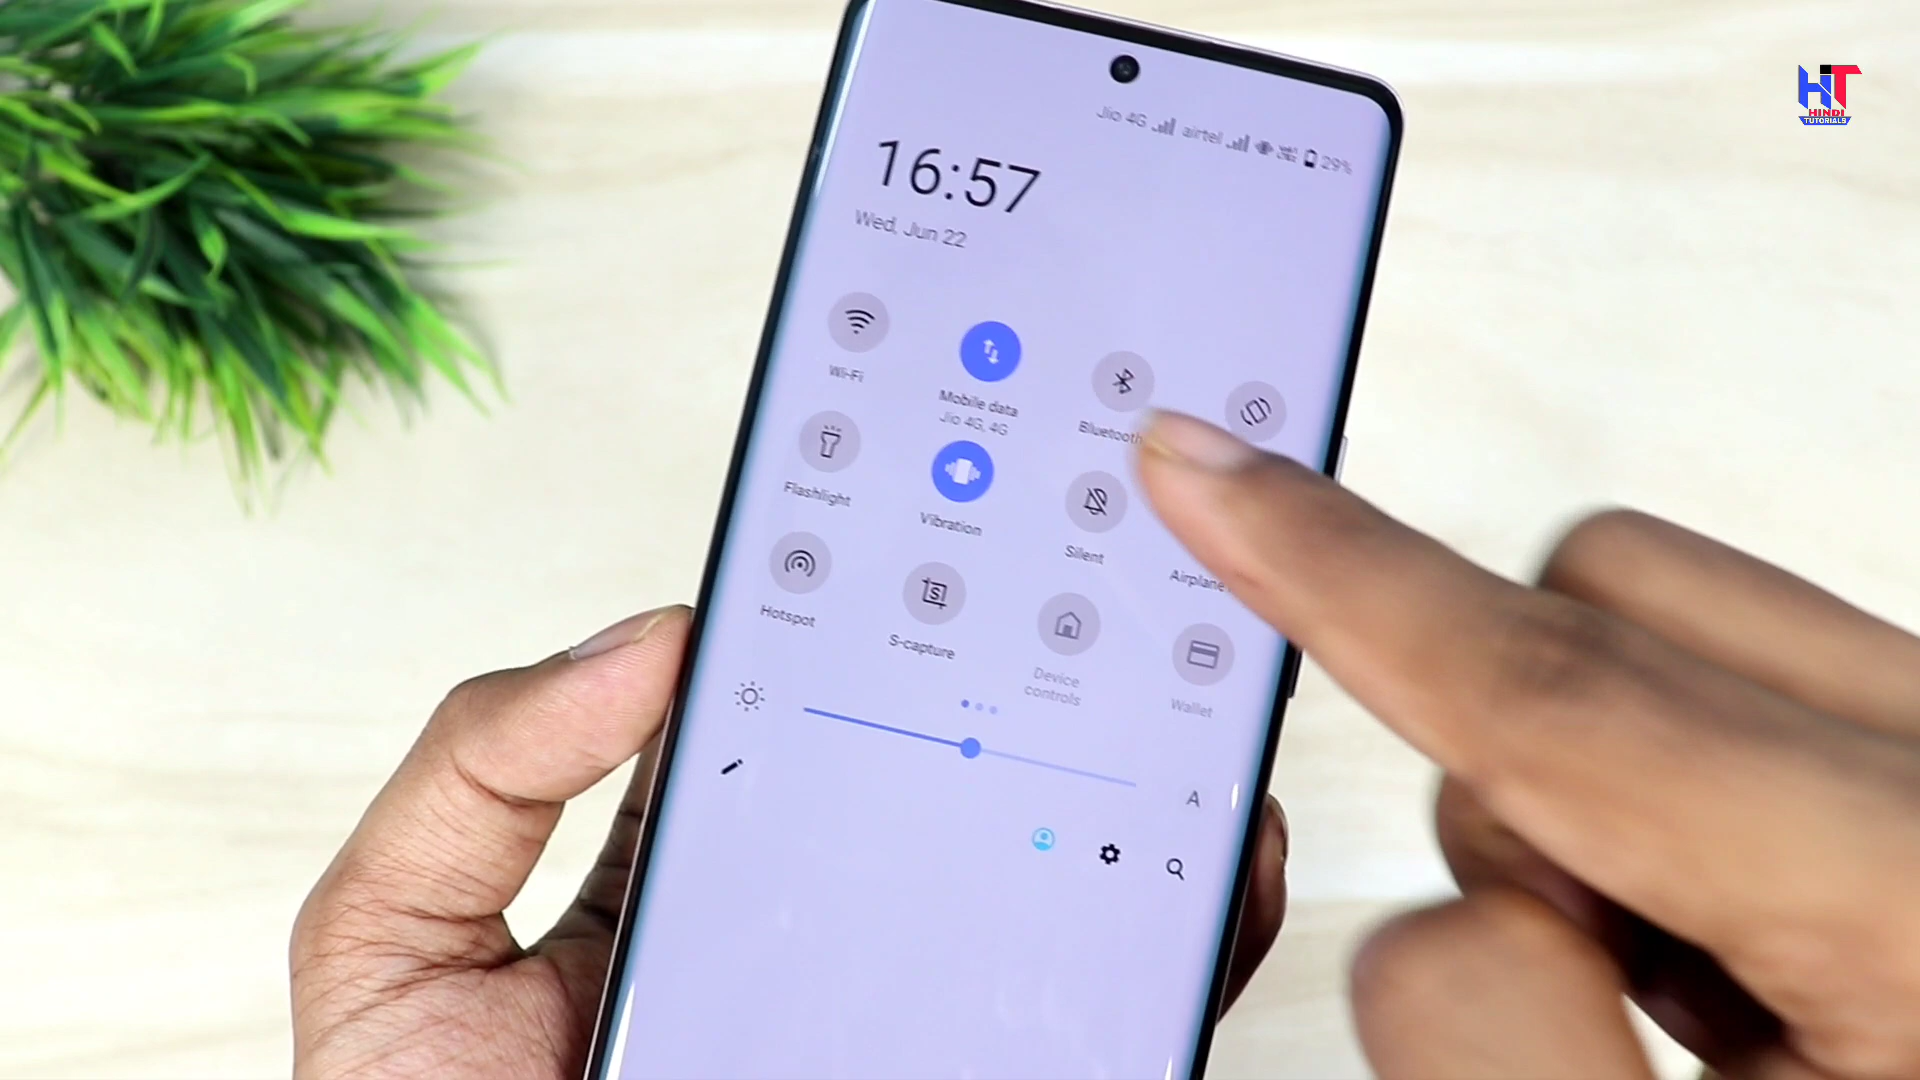 HT
HINDI
TUTORIALS
Jio 4G airtel 29%
16:57
Wed, Jun 22
Wi-Fi
Mobile data
Jio 4G, 4G
Bluetooth
Flashlight
Vibration
Silent
Airplane
Hotspot
S-capture
Device
controls
Wallet
A